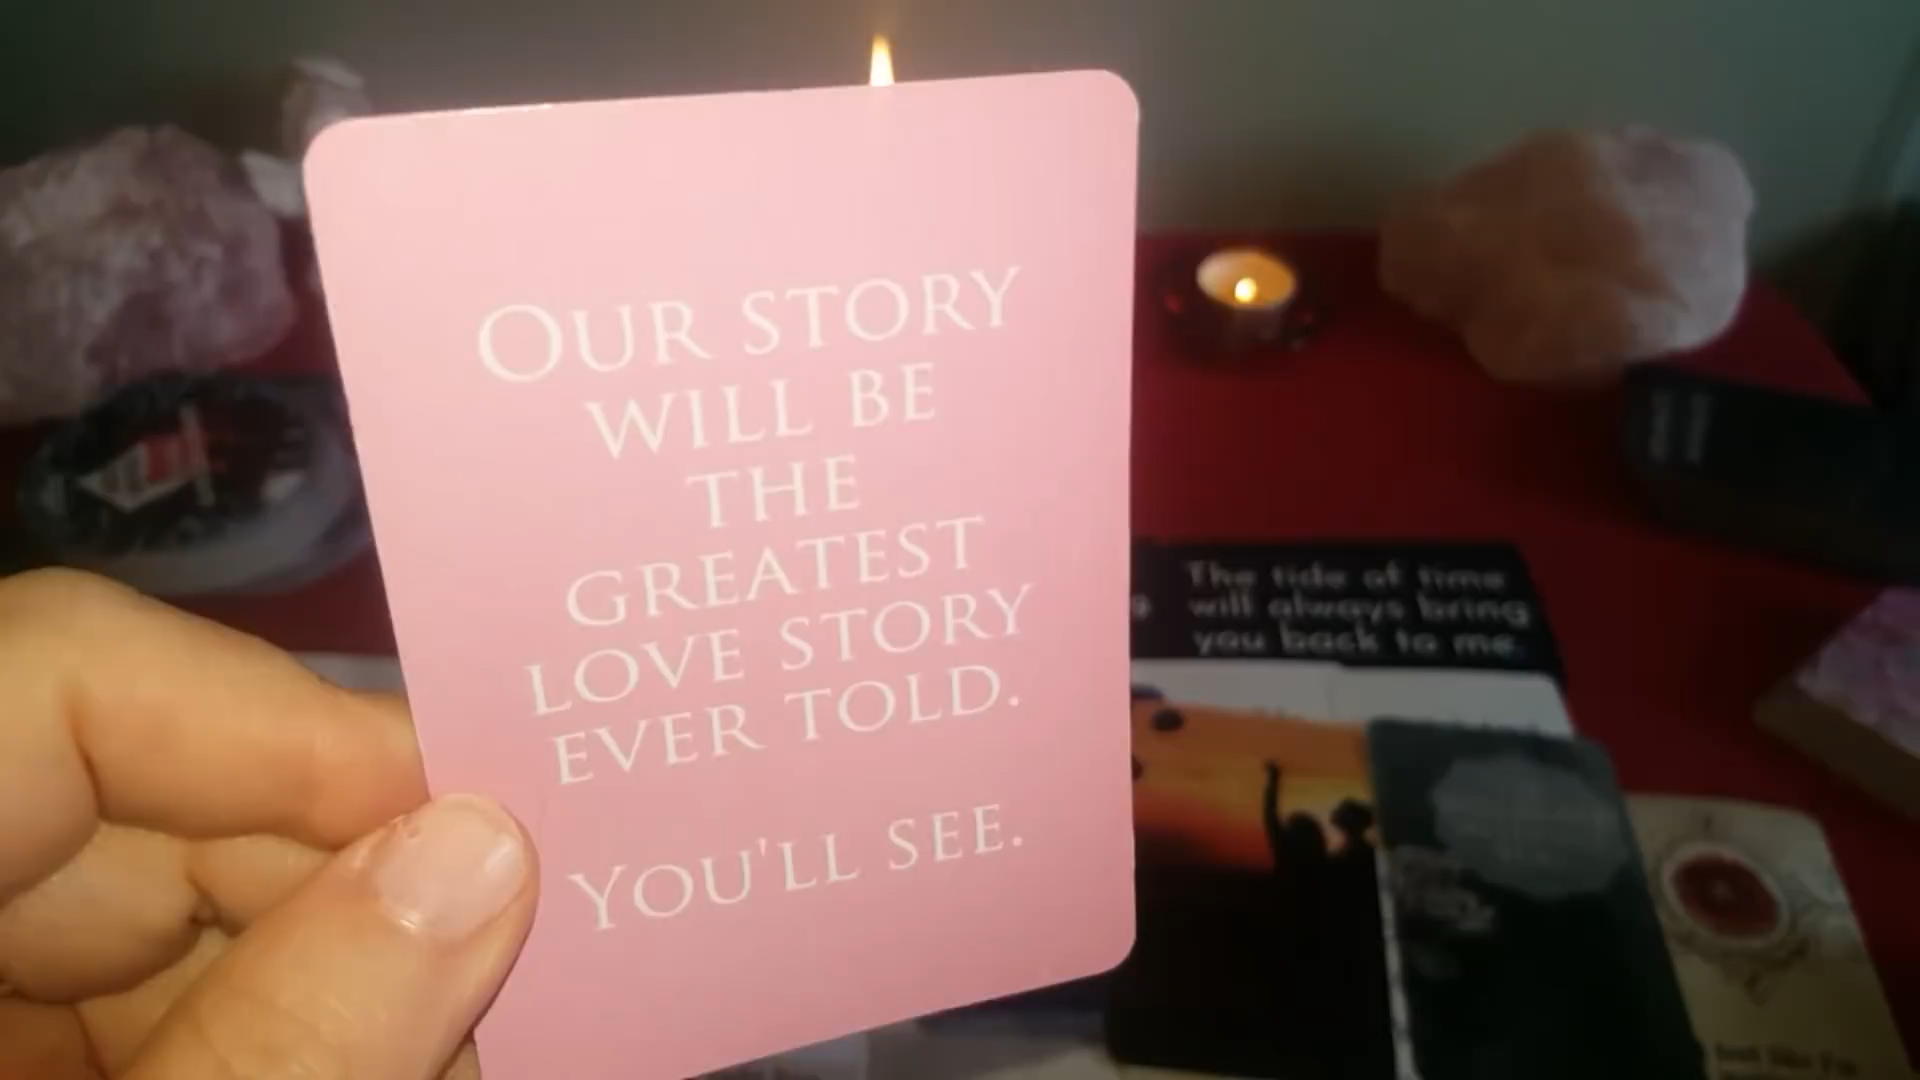 OUR STORY
WILL BE
THE
GREATEST
LOVE STORY
EVER TOLD.
YOU'LL SEE.
The tide of time
will always bring
you back to me.